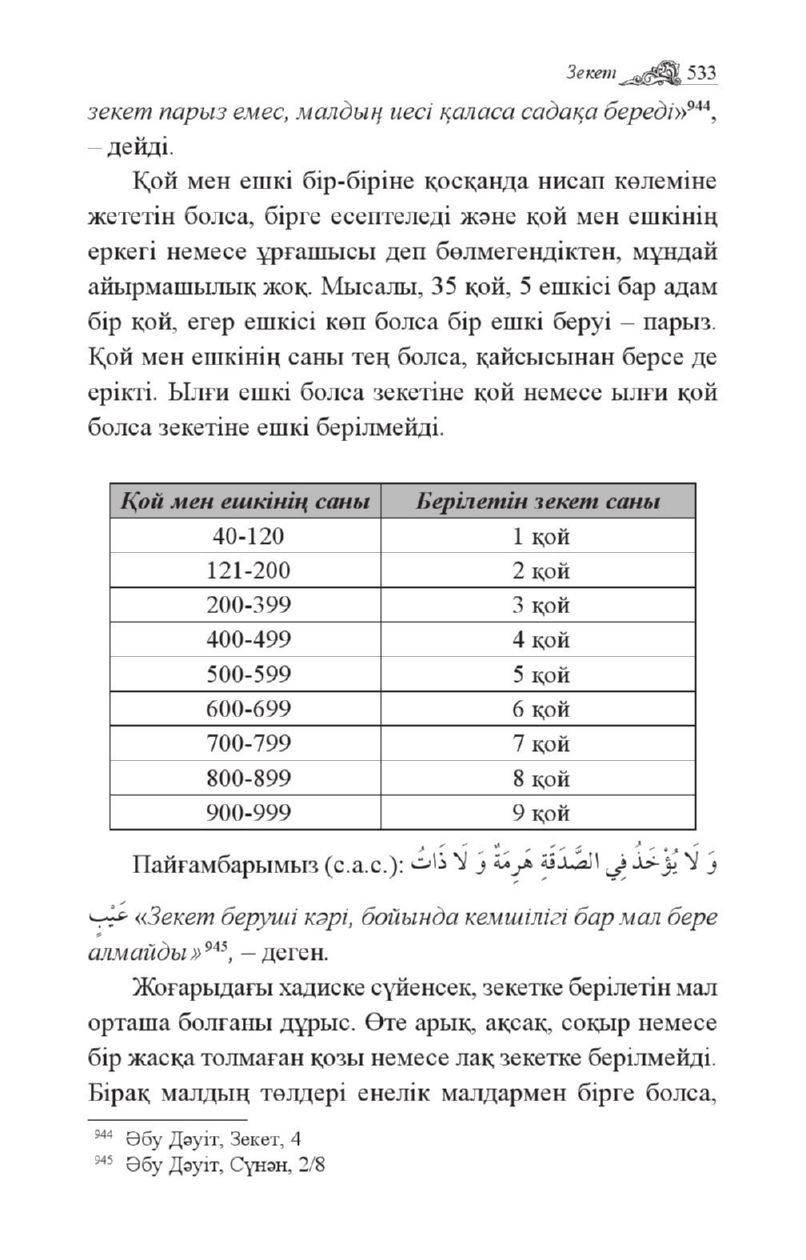 Зекет 533
зекет парыз емес, малдың иесі қаласа садақа береді»⁹⁴⁴,
– дейді.
Қой мен ешкі бір-біріне қосқанда нисап көлеміне
жететін болса, бірге есептеледі және қой мен ешкінің
еркегі немесе ұрғашысы деп бөлмегендіктен, мұндай
айырмашылық жоқ. Мысалы, 35 қой, 5 ешкісі бар адам
бір қой, егер ешкісі көп болса бір ешкі беруі – парыз.
Қой мен ешкінің саны тең болса, қайсысынан берсе де
ерікті. Ылғи ешкі болса зекетіне қой немесе ылғи қой
болса зекетіне ешкі берілмейді.
Қой мен ешкінің саны Берілетін зекет саны
40-120 1 қой
121-200 2 қой
200-399 3 қой
400-499 4 қой
500-599 5 қой
600-699 6 қой
700-799 7 қой
800-899 8 қой
900-999 9 қой
Пайғамбарымыз (с.а.с.): وَ لَا يُؤْخَذُ فِي الصَّدَقَةِ هَرِمَةٌ وَ لَا ذَاتُ
عَيْبٍ «Зекет беруші кәрі, бойында кемшілігі бар мал бере
алмайды»⁹⁴⁵, – деген.
Жоғарыдағы хадиске сүйенсек, зекетке берілетін мал
орташа болғаны дұрыс. Өте арық, ақсақ, соқыр немесе
бір жасқа толмаған қозы немесе лақ зекетке берілмейді.
Бірақ малдың төлдері енелік малдармен бірге болса,
⁹⁴⁴ Әбу Дәуіт, Зекет, 4
⁹⁴⁵ Әбу Дәуіт, Сүнән, 2/8